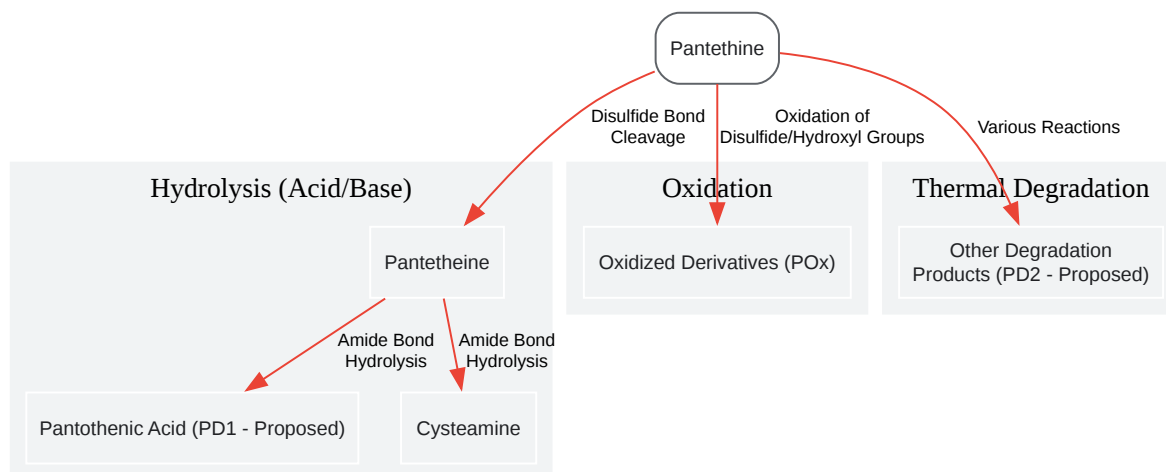 Pantethine
Disulfide Bond
Cleavage
Oxidation of
Disulfide/Hydroxyl Groups
Various Reactions
Hydrolysis (Acid/Base)
Oxidation
Thermal Degradation
Pantetheine
Oxidized Derivatives (POx)
Other Degradation
Products (PD2 - Proposed)
Amide Bond
Hydrolysis
Amide Bond
Hydrolysis
Pantothenic Acid (PD1 - Proposed)
Cysteamine